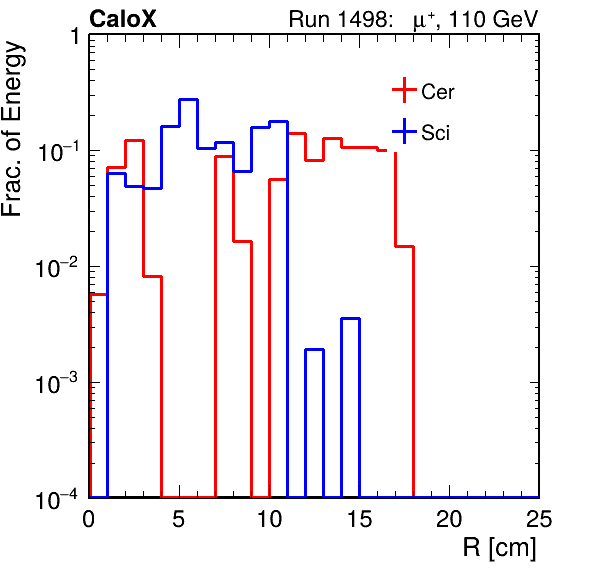 CaloX Run 1498: μ⁺, 110 GeV
Frac. of Energy
1
10⁻¹
10⁻²
10⁻³
10⁻⁴
Cer
Sci
0 5 10 15 20 25
R [cm]